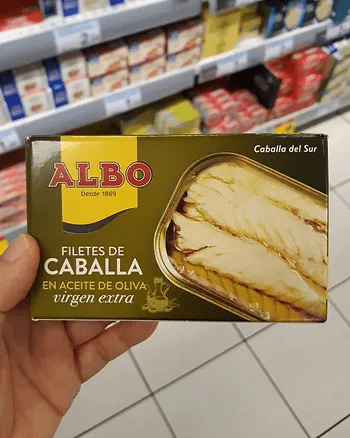 Caballa del Sur
ALBO
Desde 1869
FILETES DE
CABALLA
EN ACEITE DE OLIVA
virgen extra